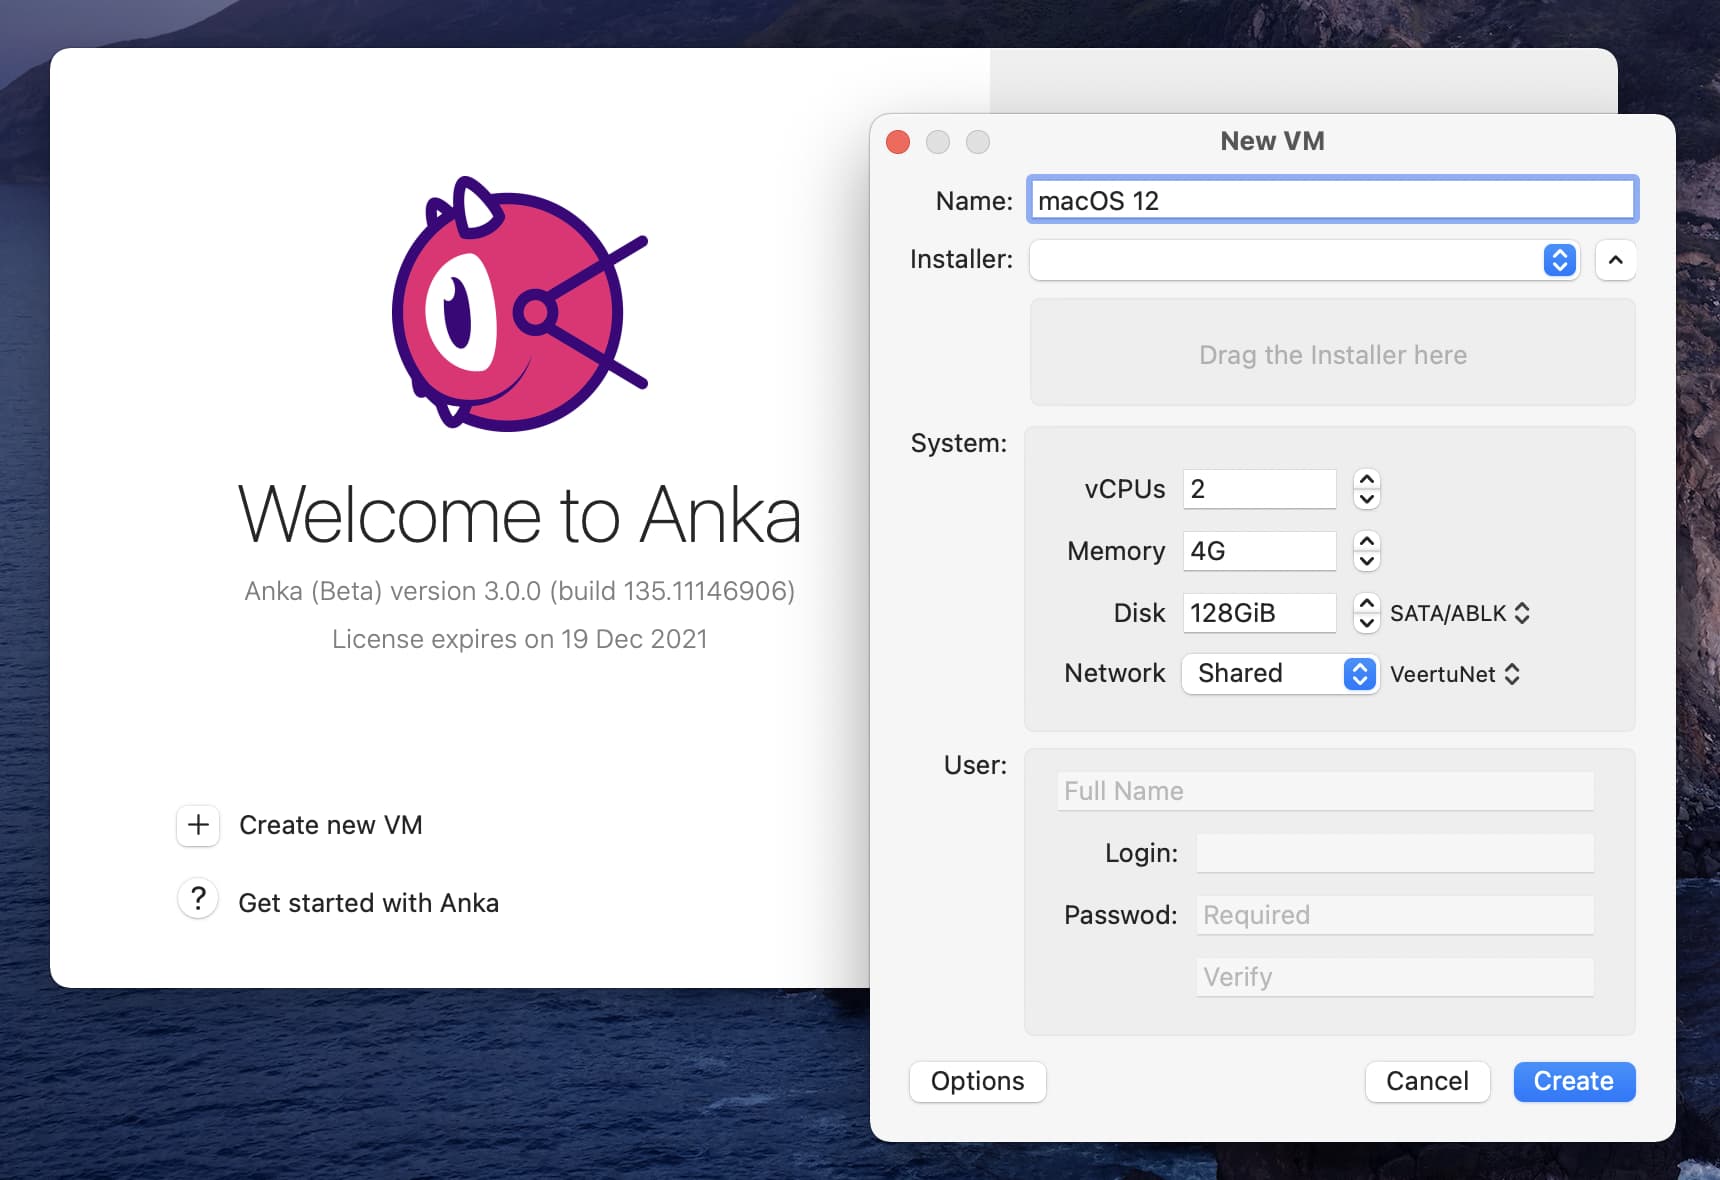 Welcome to Anka
Anka (Beta) version 3.0.0 (build 135.11146906)
License expires on 19 Dec 2021
+ Create new VM
? Get started with Anka
New VM
Name: macOS 12
Installer:
Drag the Installer here
System:
vCPUs 2
Memory 4G
Disk 128GiB SATA/ABLK
Network Shared VeertuNet
User:
Full Name
Login:
Passwod: Required
Verify
Options Cancel Create